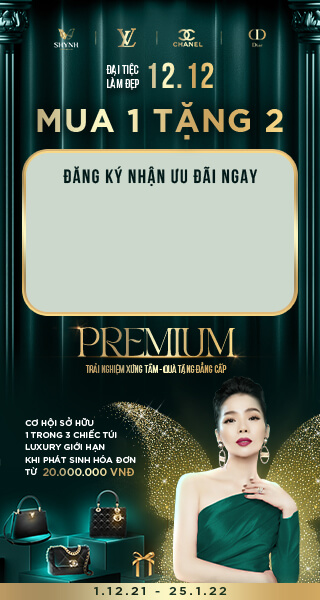 SHYNH
LV
CHANEL
CD
Dior
ĐẠI TIỆC
LÀM ĐẸP
12.12
MUA 1 TẶNG 2
ĐĂNG KÝ NHẬN ƯU ĐÃI NGAY
PREMIUM
TRẢI NGHIỆM XỨNG TẦM - QUÀ TẶNG ĐẲNG CẤP
CƠ HỘI SỞ HỮU
1 TRONG 3 CHIẾC TÚI
LUXURY GIỚI HẠN
KHI PHÁT SINH HÓA ĐƠN
TỪ 20.000.000 VNĐ
1.12.21 - 25.1.22